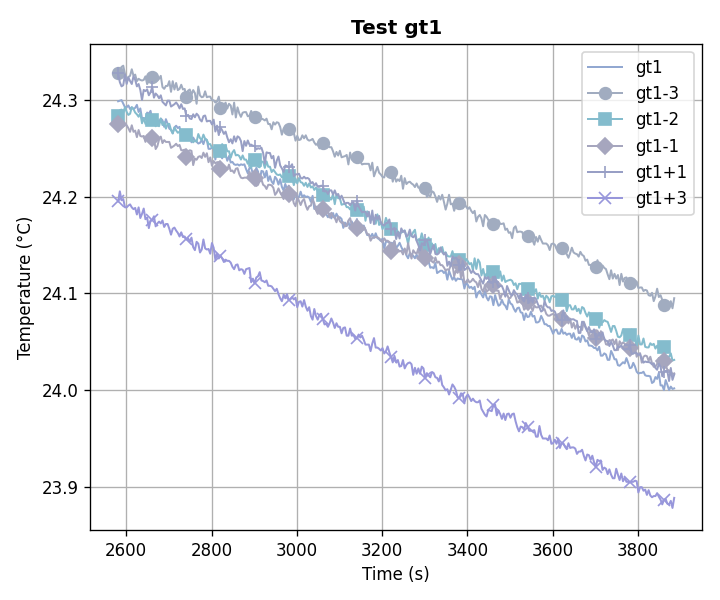 Test gt1
gt1
gt1-3
gt1-2
gt1-1
gt1+1
gt1+3
24.3
24.2
24.1
24.0
23.9
Temperature (°C)
2600 2800 3000 3200 3400 3600 3800
Time (s)